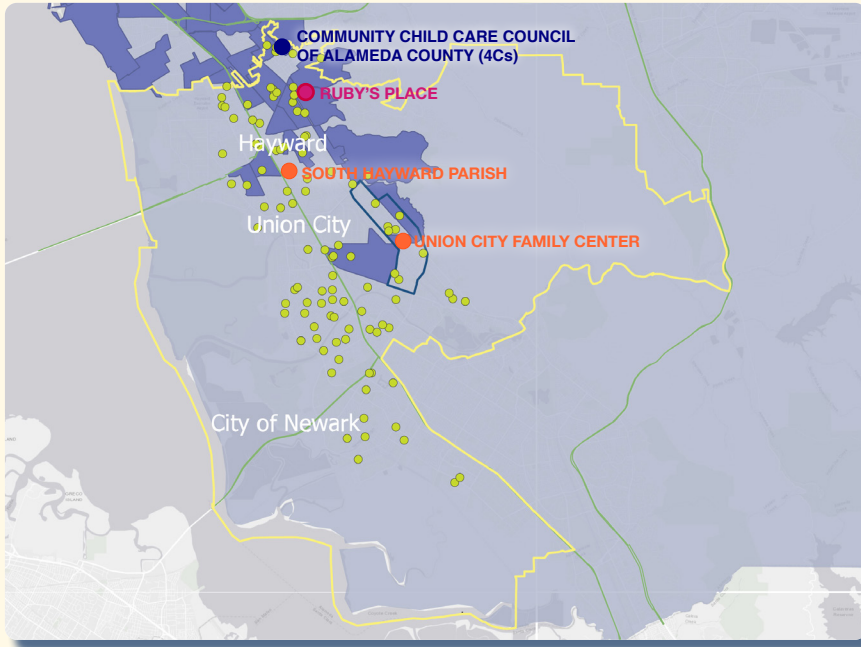 COMMUNITY CHILD CARE COUNCIL
OF ALAMEDA COUNTY (4Cs)
RUBY'S PLACE
Hayward
SOUTH HAYWARD PARISH
Union City
UNION CITY FAMILY CENTER
City of Newark